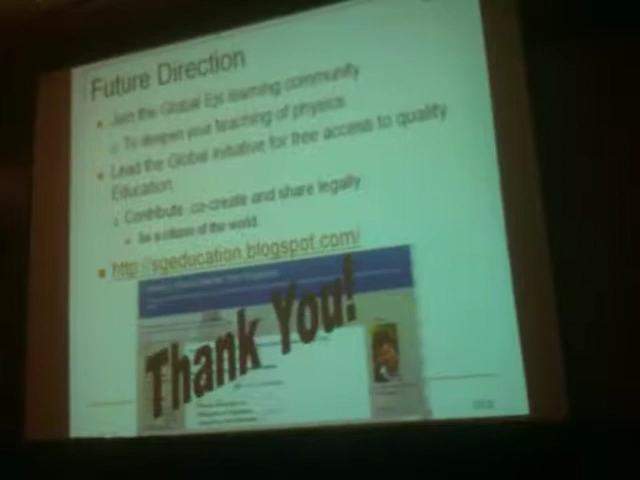 Future Direction
Join the Global Ejs learning community
To deepen your teaching of physics
Lead the Global initiative for free access to quality
Education
Contribute, co-create and share legally
be a citizen of the world.
http://sgeducation.blogspot.com/
Thank You!